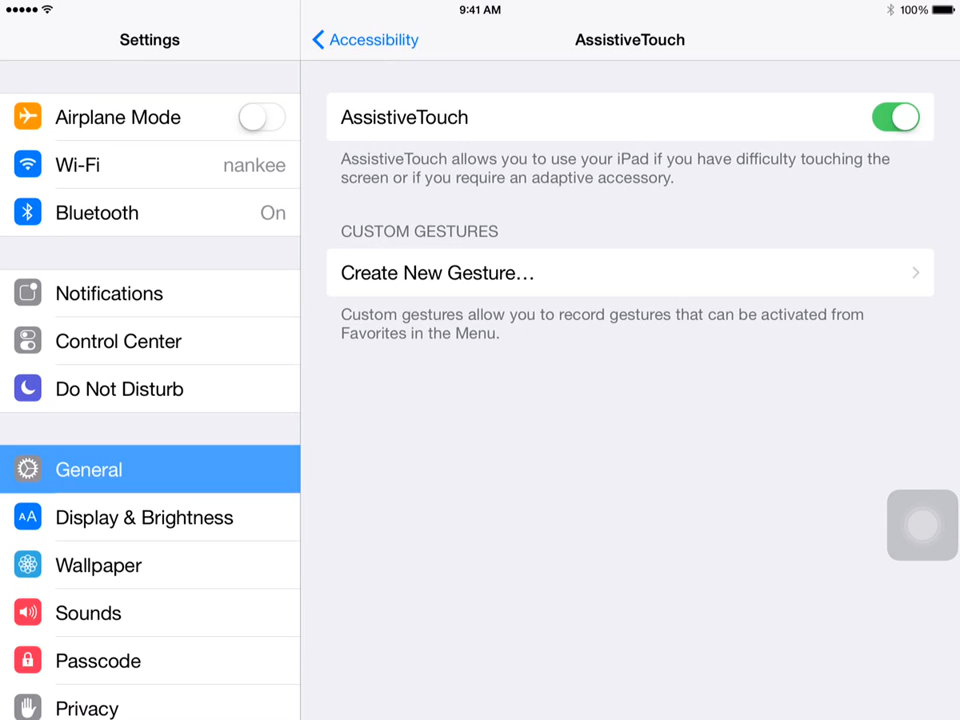 9:41 AM
100%
Settings
Accessibility
AssistiveTouch
Airplane Mode
Wi-Fi
nankee
Bluetooth
On
Notifications
Control Center
Do Not Disturb
General
AA
Display & Brightness
Wallpaper
Sounds
Passcode
Privacy
AssistiveTouch
AssistiveTouch allows you to use your iPad if you have difficulty touching the
screen or if you require an adaptive accessory.
CUSTOM GESTURES
Create New Gesture…
Custom gestures allow you to record gestures that can be activated from
Favorites in the Menu.